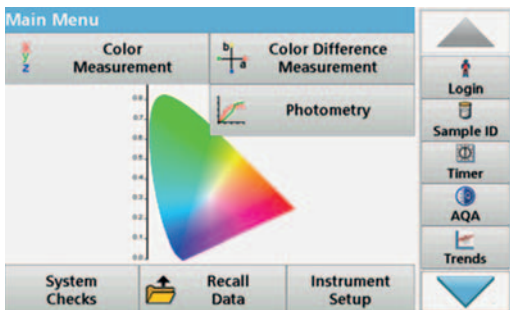 Main Menu
x
y
z
Color
Measurement
b
a
Color Difference
Measurement
Photometry
Login
Sample ID
Timer
AQA
Trends
System
Checks
Recall
Data
Instrument
Setup